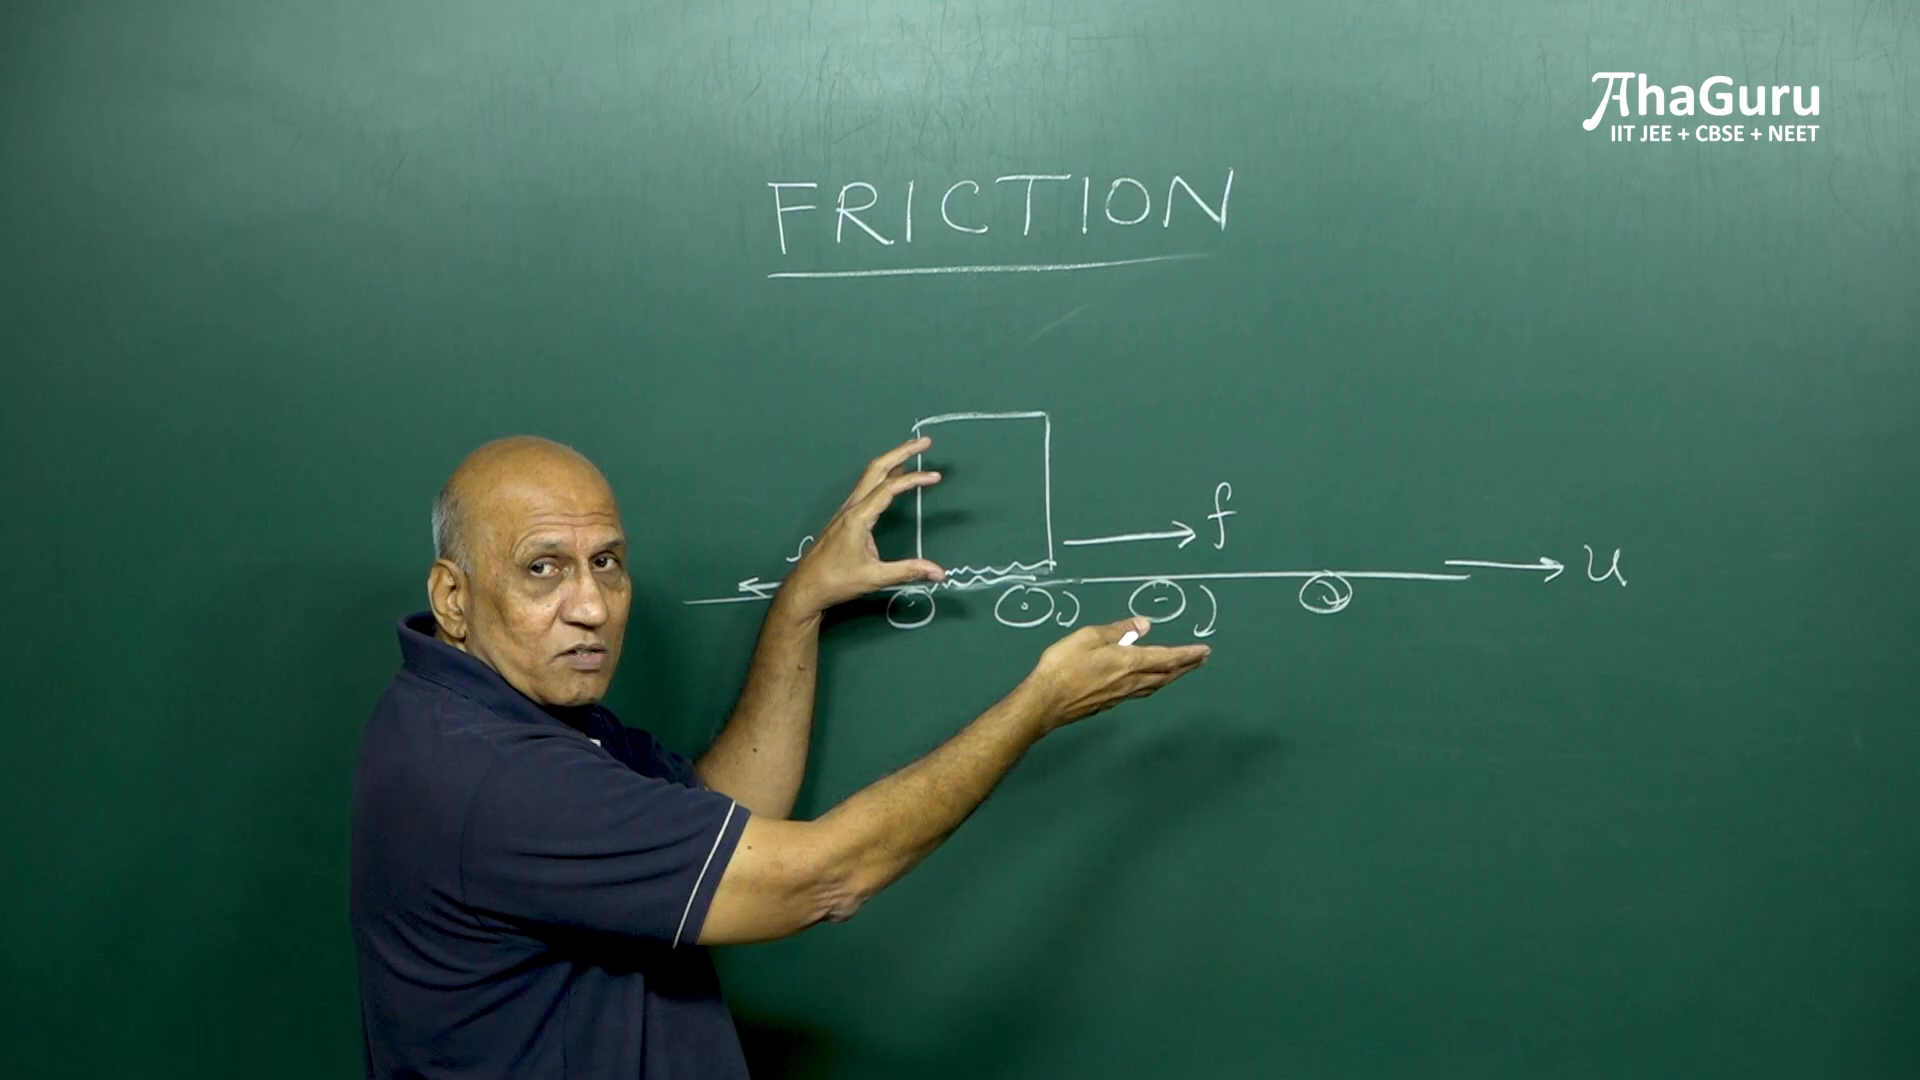 AhaGuru
IIT JEE + CBSE + NEET
FRICTION
f
u